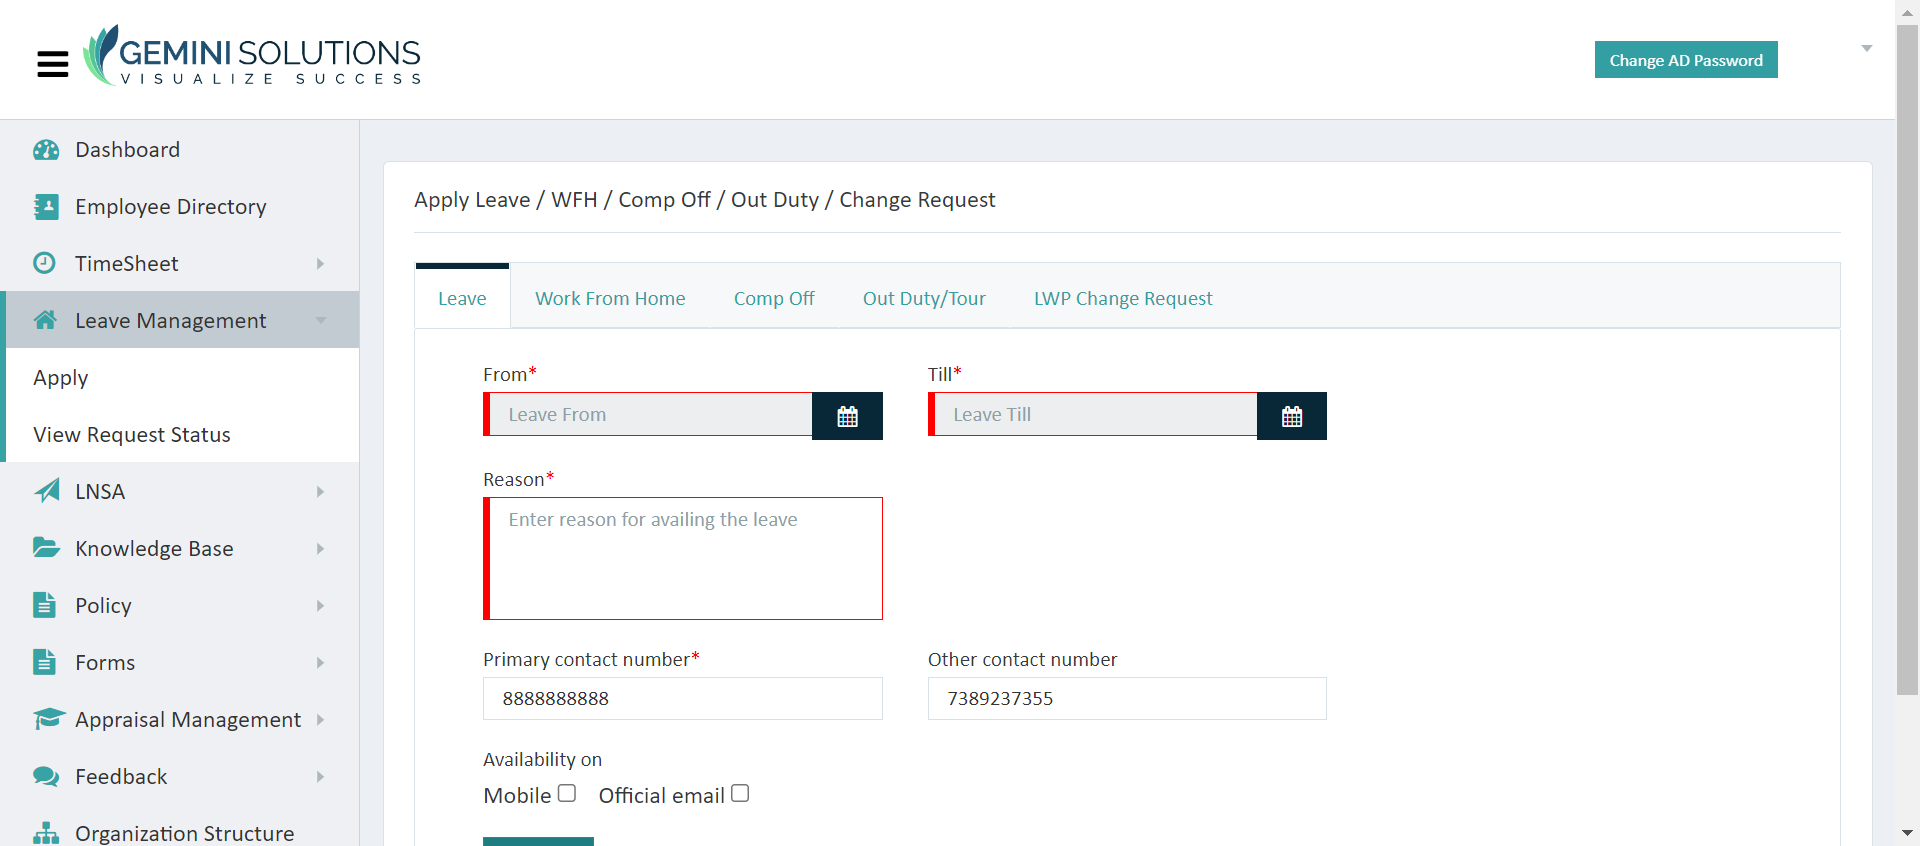 GEMINI SOLUTIONS
VISUALIZE SUCCESS
Change AD Password
Dashboard
Employee Directory
TimeSheet
Leave Management
Apply
View Request Status
LNSA
Knowledge Base
Policy
Forms
Appraisal Management
Feedback
Organization Structure
Apply Leave / WFH / Comp Off / Out Duty / Change Request
Leave Work From Home Comp Off Out Duty/Tour LWP Change Request
From* Till*
Leave From Leave Till
Reason*
Enter reason for availing the leave
Primary contact number* Other contact number
8888888888 7389237355
Availability on
Mobile Official email